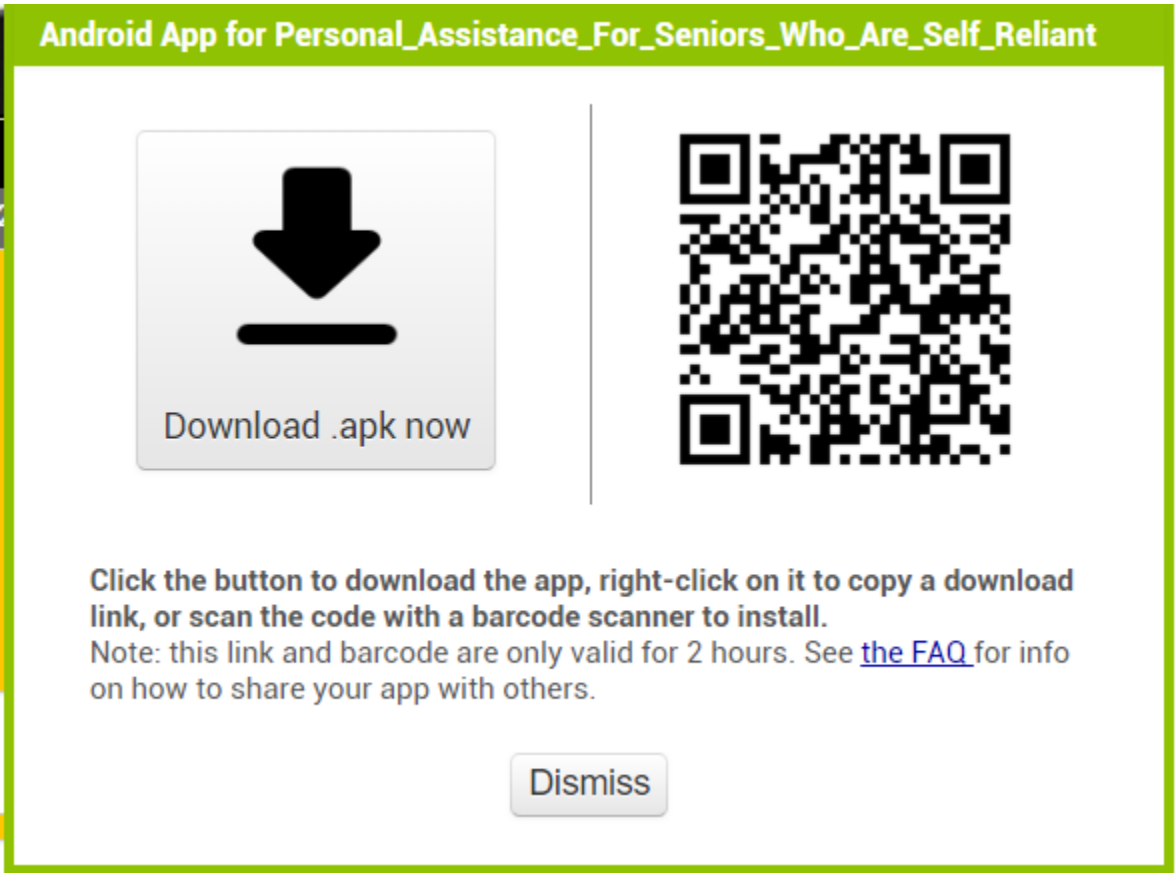 Android App for Personal_Assistance_For_Seniors_Who_Are_Self_Reliant
Download .apk now
Click the button to download the app, right-click on it to copy a download
link, or scan the code with a barcode scanner to install.
Note: this link and barcode are only valid for 2 hours. See the FAQ for info
on how to share your app with others.
Dismiss